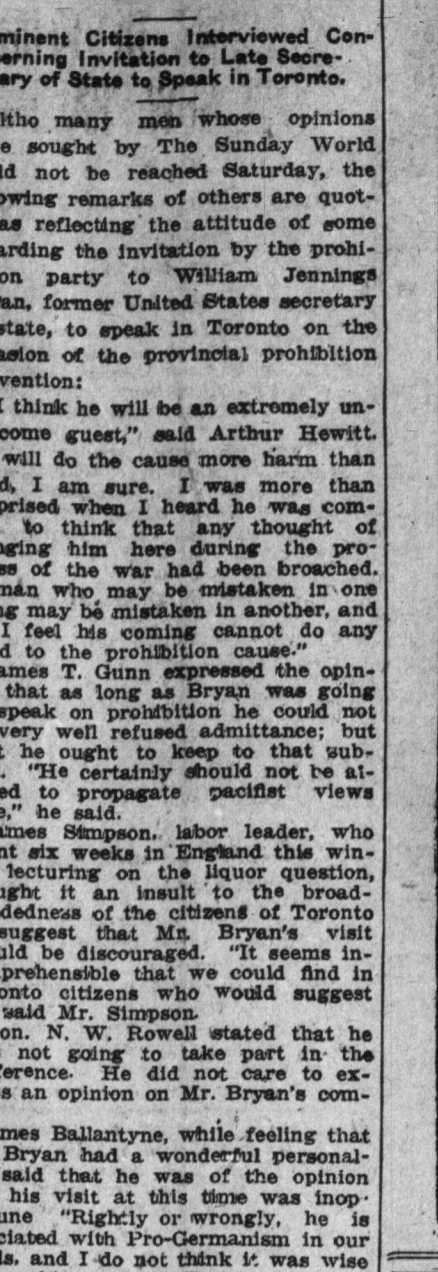 minent Citizens Interviewed Con-
erning Invitation to Late Secre-
ary of State to Speak in Toronto.
ltho many men whose opinions
e sought by The Sunday World
ld not be reached Saturday, the
owing remarks of others are quot-
as reflecting the attitude of some
arding the invitation by the prohi-
on party to William Jennings
an, former United States secretary
state, to speak in Toronto on the
asion of the provincial prohibition
vention:
I think he will be an extremely un-
come guest," said Arthur Hewitt.
will do the cause more harm than
d, I am sure. I was more than
prised when I heard he was com-
to think that any thought of
nging him here during the pro-
ss of the war had been broached.
man who may be mistaken in one
ng may be mistaken in another, and
I feel his coming cannot do any
d to the prohibition cause."
ames T. Gunn expressed the opin-
that as long as Bryan was going
speak on prohibition he could not
very well refused admittance; but
t he ought to keep to that sub-
. "He certainly should not be al-
ed to propagate pacifist views
e," he said.
ames Simpson, labor leader, who
nt six weeks in England this win-
lecturing on the liquor question,
ught it an insult to the broad-
dedness of the citizens of Toronto
suggest that Mr. Bryan's visit
uld be discouraged. "It seems in-
prehensible that we could find in
onto citizens who would suggest
said Mr. Simpson.
on. N. W. Rowell stated that he
not going to take part in the
ference. He did not care to ex-
s an opinion on Mr. Bryan's com-
mes Ballantyne, while feeling that
Bryan had a wonderful personal-
said that he was of the opinion
his visit at this time was inop-
une "Rightly or wrongly, he is
ciated with Pro-Germanism in our
ds, and I do not think it was wise